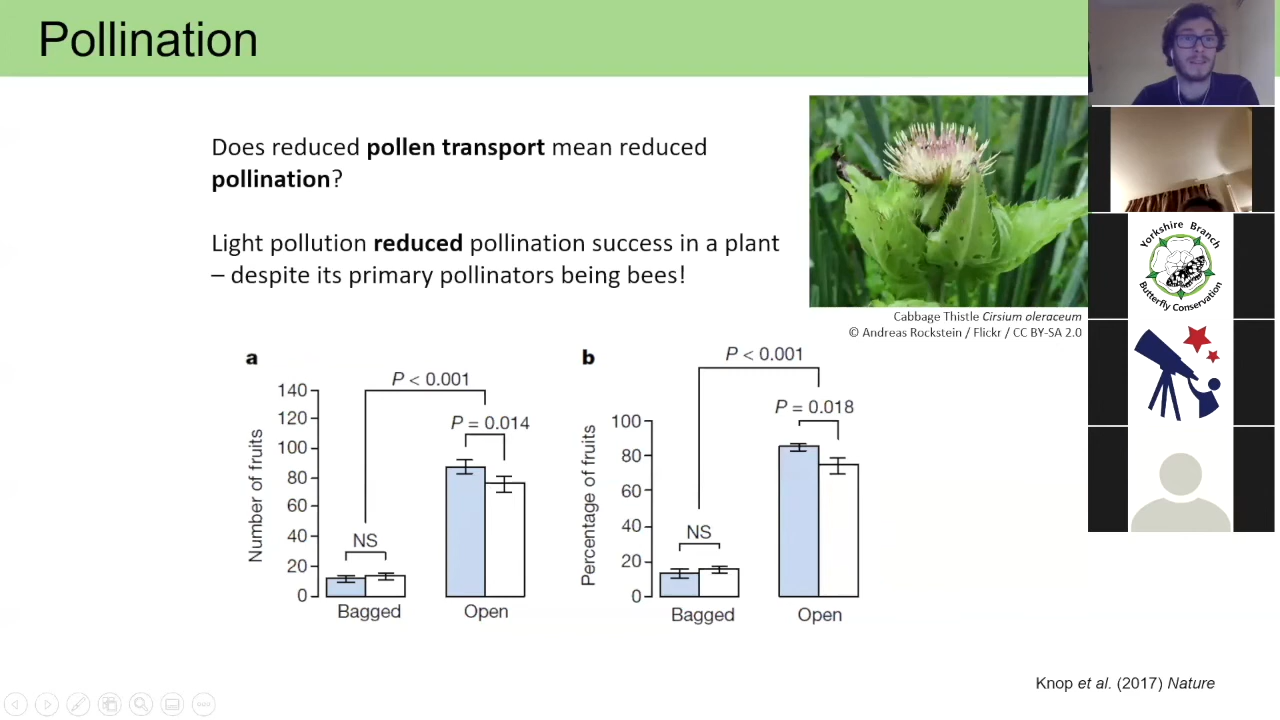 Pollination
Does reduced pollen transport mean reduced
pollination?
Light pollution reduced pollination success in a plant
– despite its primary pollinators being bees!
Cabbage Thistle Cirsium oleraceum
© Andreas Rockstein / Flickr / CC BY-SA 2.0
Yorkshire Branch
Butterfly Conservation
a
P < 0.001
P = 0.014
NS
Number of fruits
140
120
100
80
60
40
20
0
Bagged
Open
b
P < 0.001
P = 0.018
NS
Percentage of fruits
100
80
60
40
20
0
Bagged
Open
Knop et al. (2017) Nature